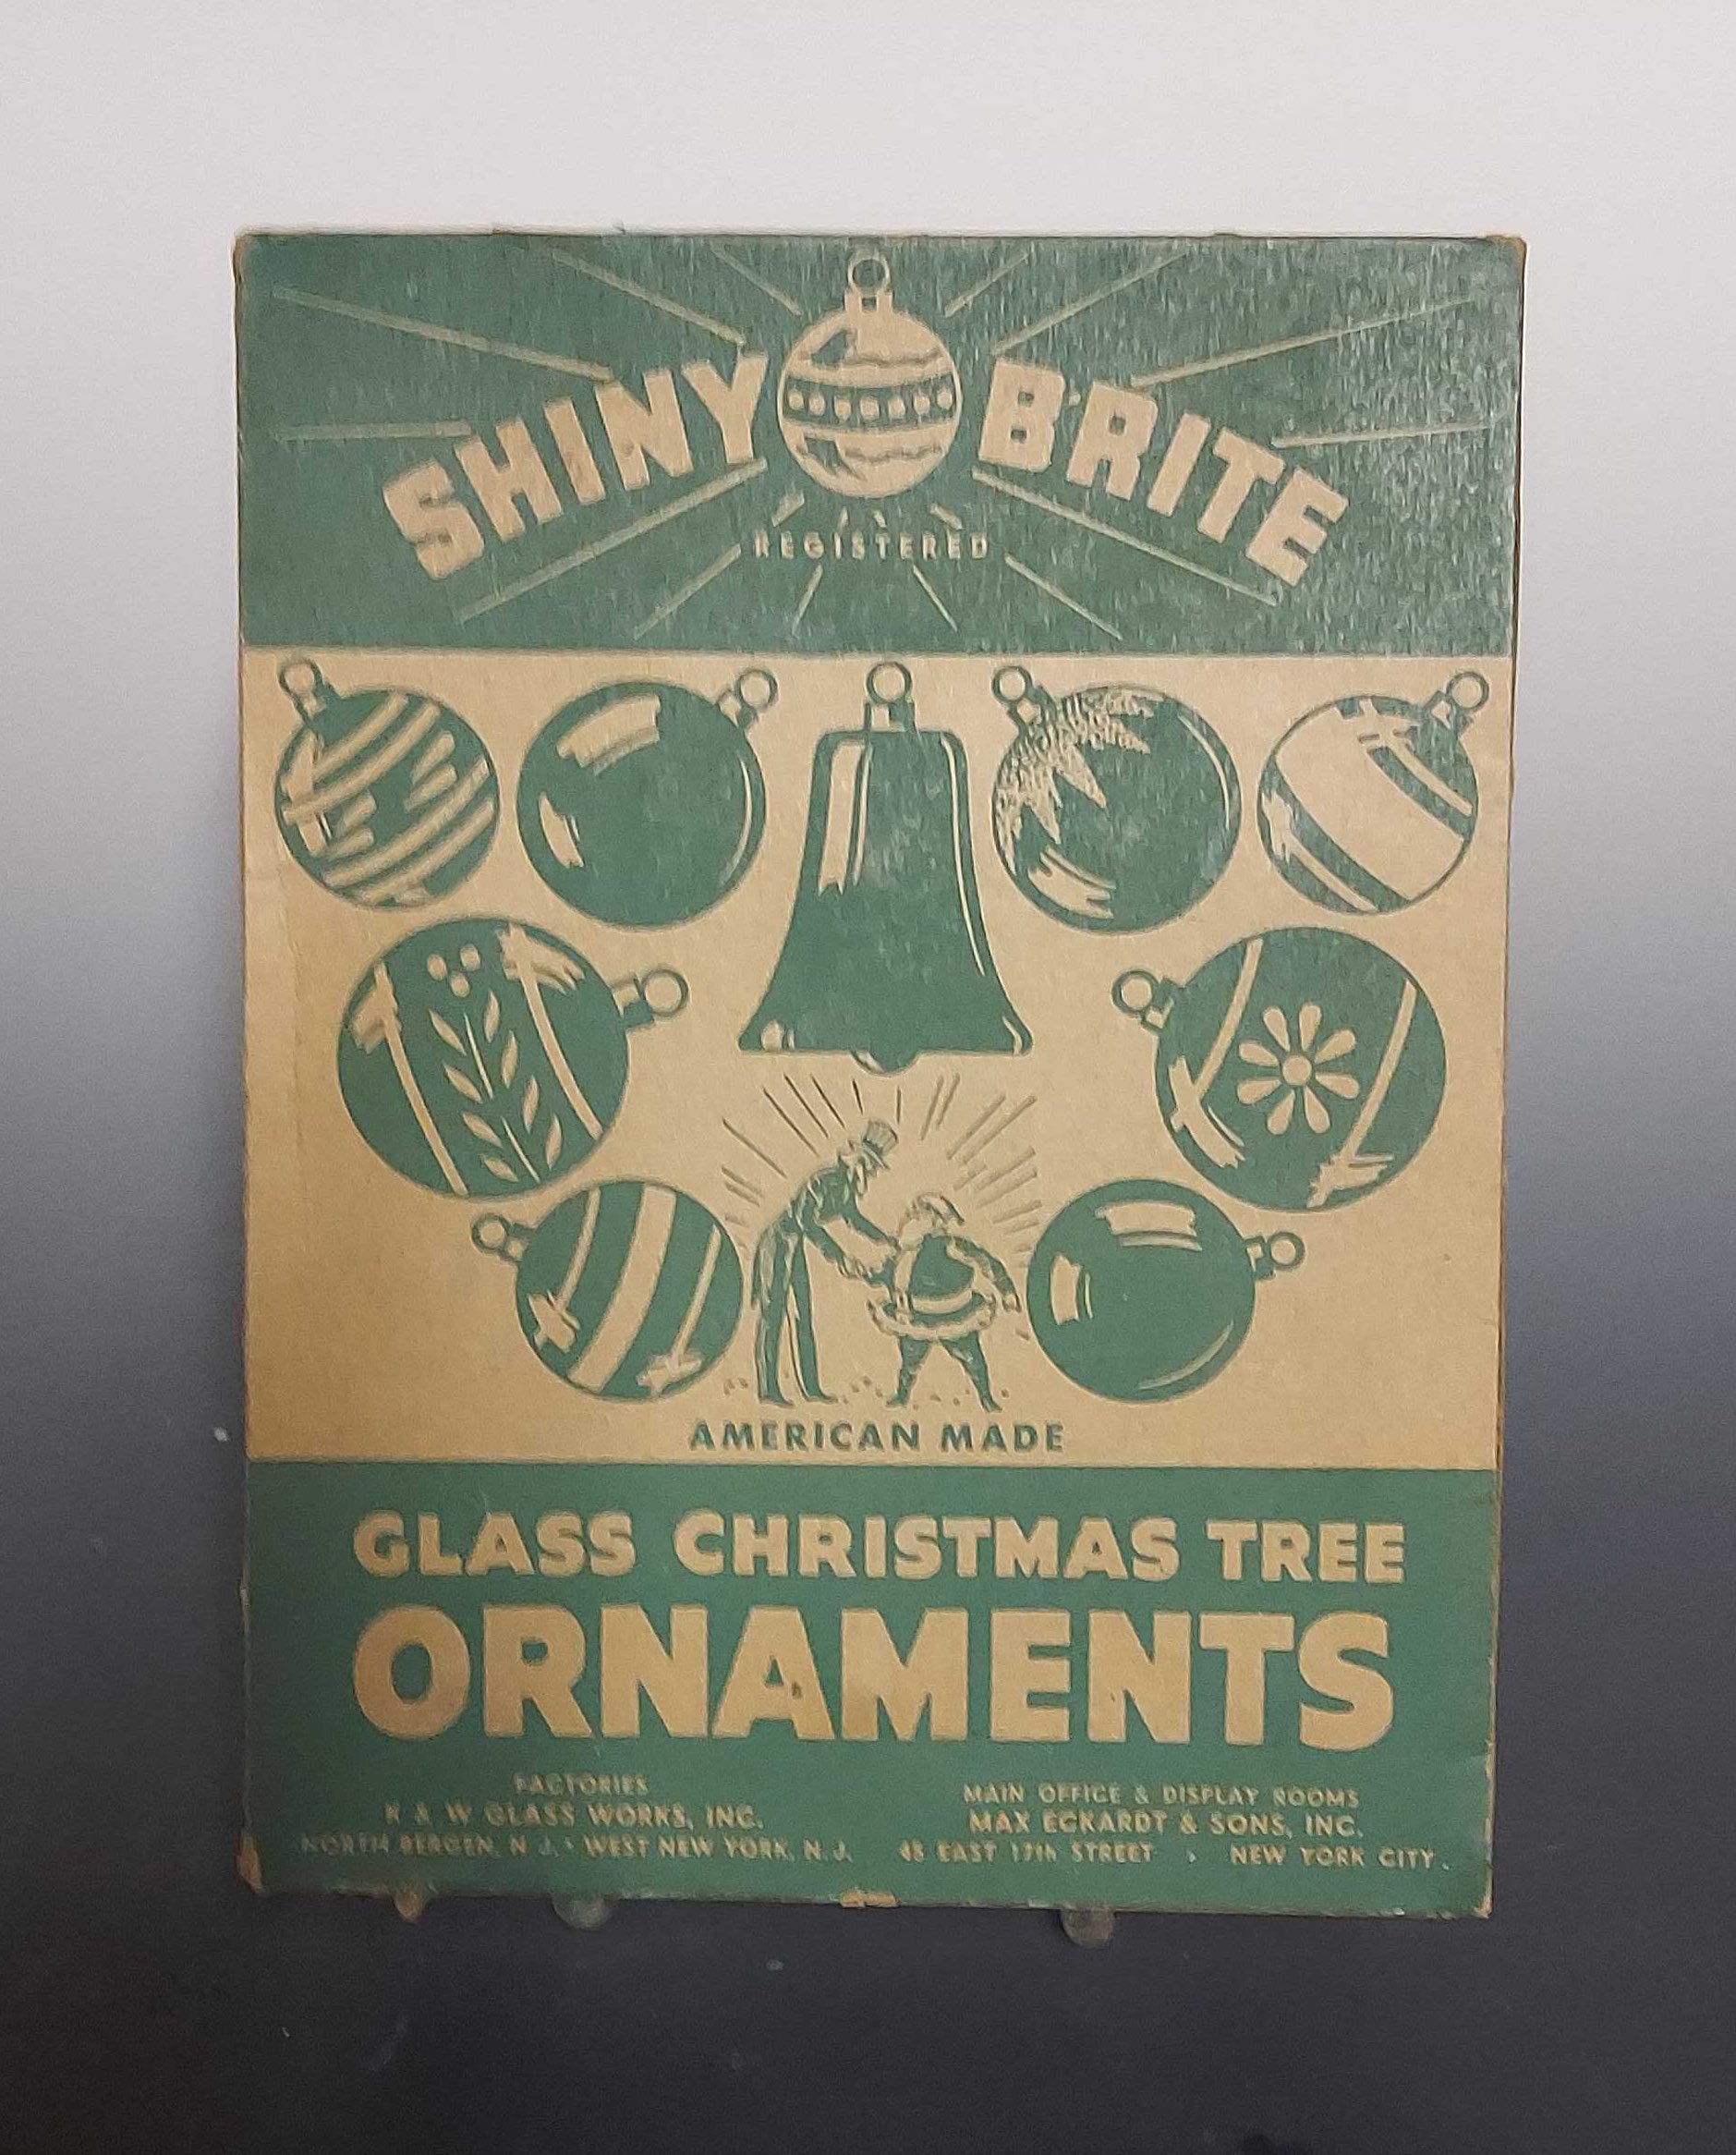 SHINY BRITE
REGISTERED
AMERICAN MADE
GLASS CHRISTMAS TREE
ORNAMENTS
FACTORIES
K & W GLASS WORKS, INC.
NORTH BERGEN, N. J. • WEST NEW YORK, N. J.
MAIN OFFICE & DISPLAY ROOMS
MAX ECKARDT & SONS, INC.
45 EAST 17th STREET • NEW YORK CITY.